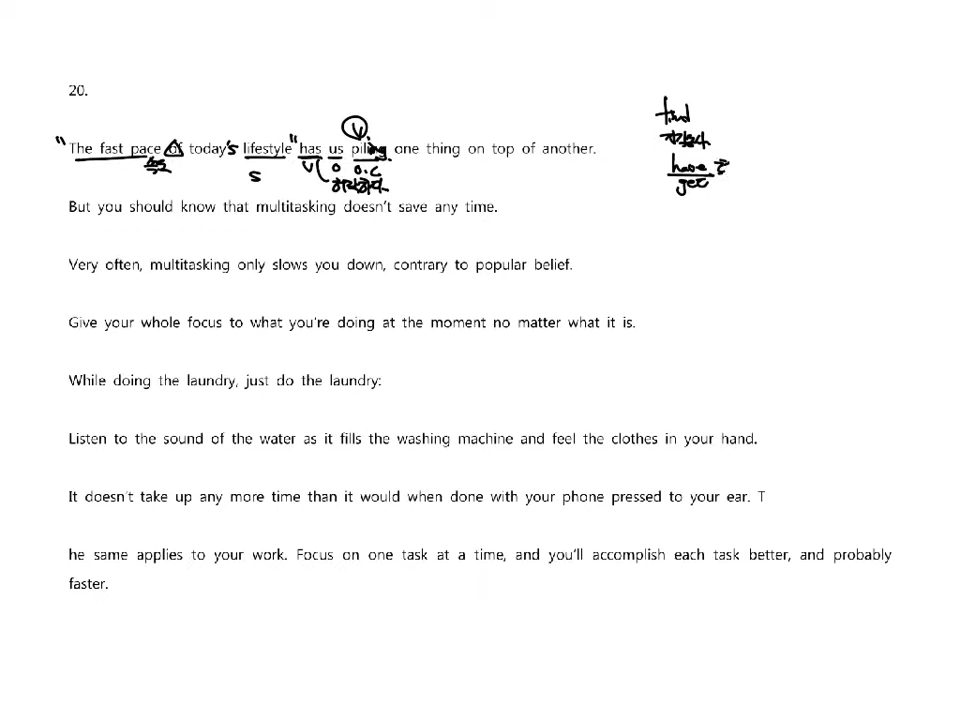 20.
find
The fast pace of today's lifestyle has us piling one thing on top of another.
have
get
S V O O.C
But you should know that multitasking doesn't save any time.
Very often, multitasking only slows you down, contrary to popular belief.
Give your whole focus to what you're doing at the moment no matter what it is.
While doing the laundry, just do the laundry:
Listen to the sound of the water as it fills the washing machine and feel the clothes in your hand.
It doesn't take up any more time than it would when done with your phone pressed to your ear. T
he same applies to your work. Focus on one task at a time, and you'll accomplish each task better, and probably
faster.